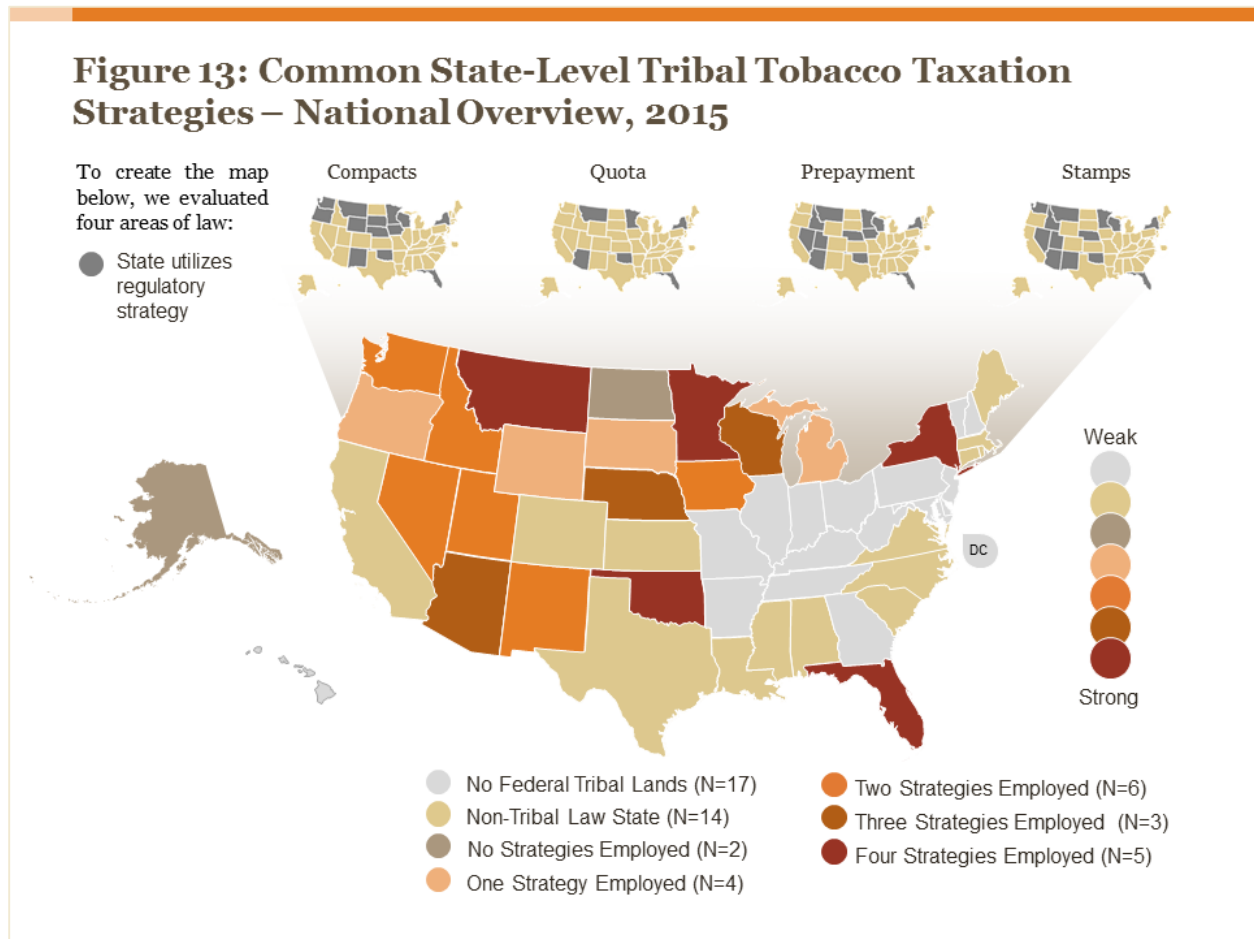 Figure 13: Common State-Level Tribal Tobacco Taxation
Strategies – National Overview, 2015
To create the map
below, we evaluated
four areas of law:
State utilizes
regulatory
strategy
Compacts
Quota
Prepayment
Stamps
DC
Weak
Strong
No Federal Tribal Lands (N=17)
Non-Tribal Law State (N=14)
No Strategies Employed (N=2)
One Strategy Employed (N=4)
Two Strategies Employed (N=6)
Three Strategies Employed (N=3)
Four Strategies Employed (N=5)